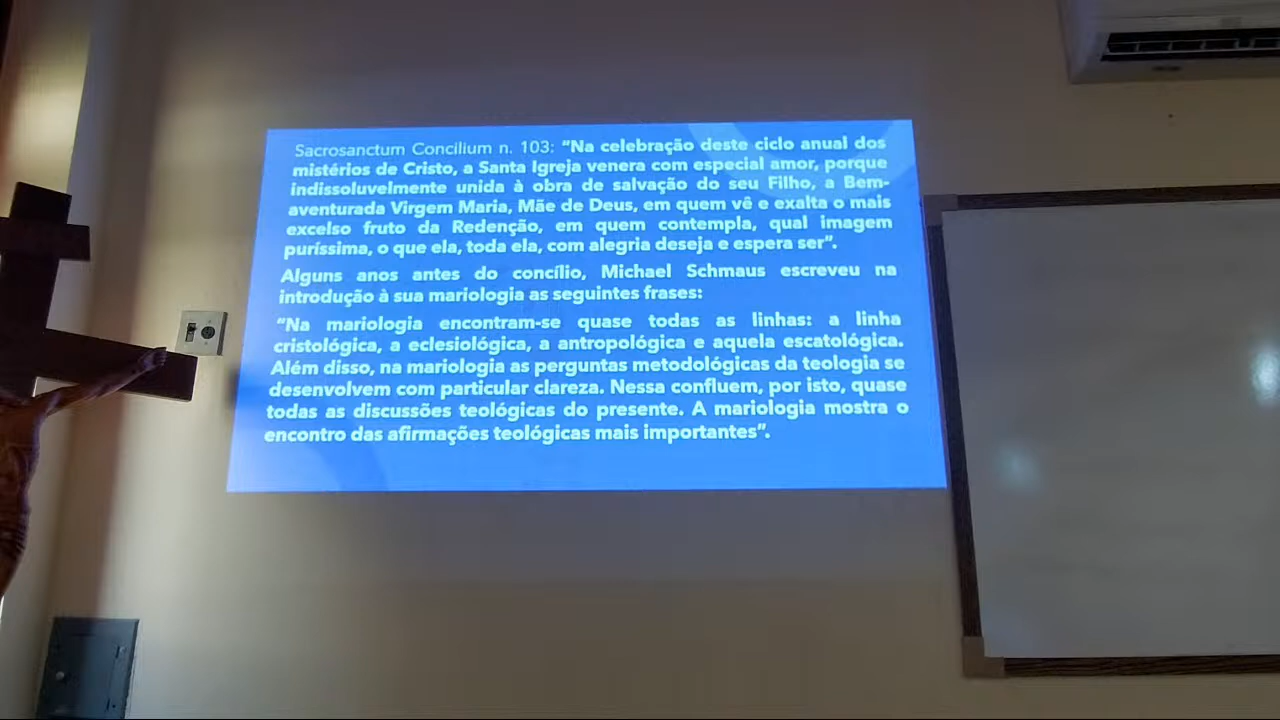 Sacrosanctum Concilium n. 103: “Na celebração deste ciclo anual dos
mistérios de Cristo, a Santa Igreja venera com especial amor, porque
indissoluvelmente unida à obra de salvação do seu Filho, a Bem-
aventurada Virgem Maria, Mãe de Deus, em quem vê e exalta o mais
excelso fruto da Redenção, em quem contempla, qual imagem
puríssima, o que ela, toda ela, com alegria deseja e espera ser”.
Alguns anos antes do concílio, Michael Schmaus escreveu na
introdução à sua mariologia as seguintes frases:
“Na mariologia encontram-se quase todas as linhas: a linha
cristológica, a eclesiológica, a antropológica e aquela escatológica.
Além disso, na mariologia as perguntas metodológicas da teologia se
desenvolvem com particular clareza. Nessa confluem, por isto, quase
todas as discussões teológicas do presente. A mariologia mostra o
encontro das afirmações teológicas mais importantes”.